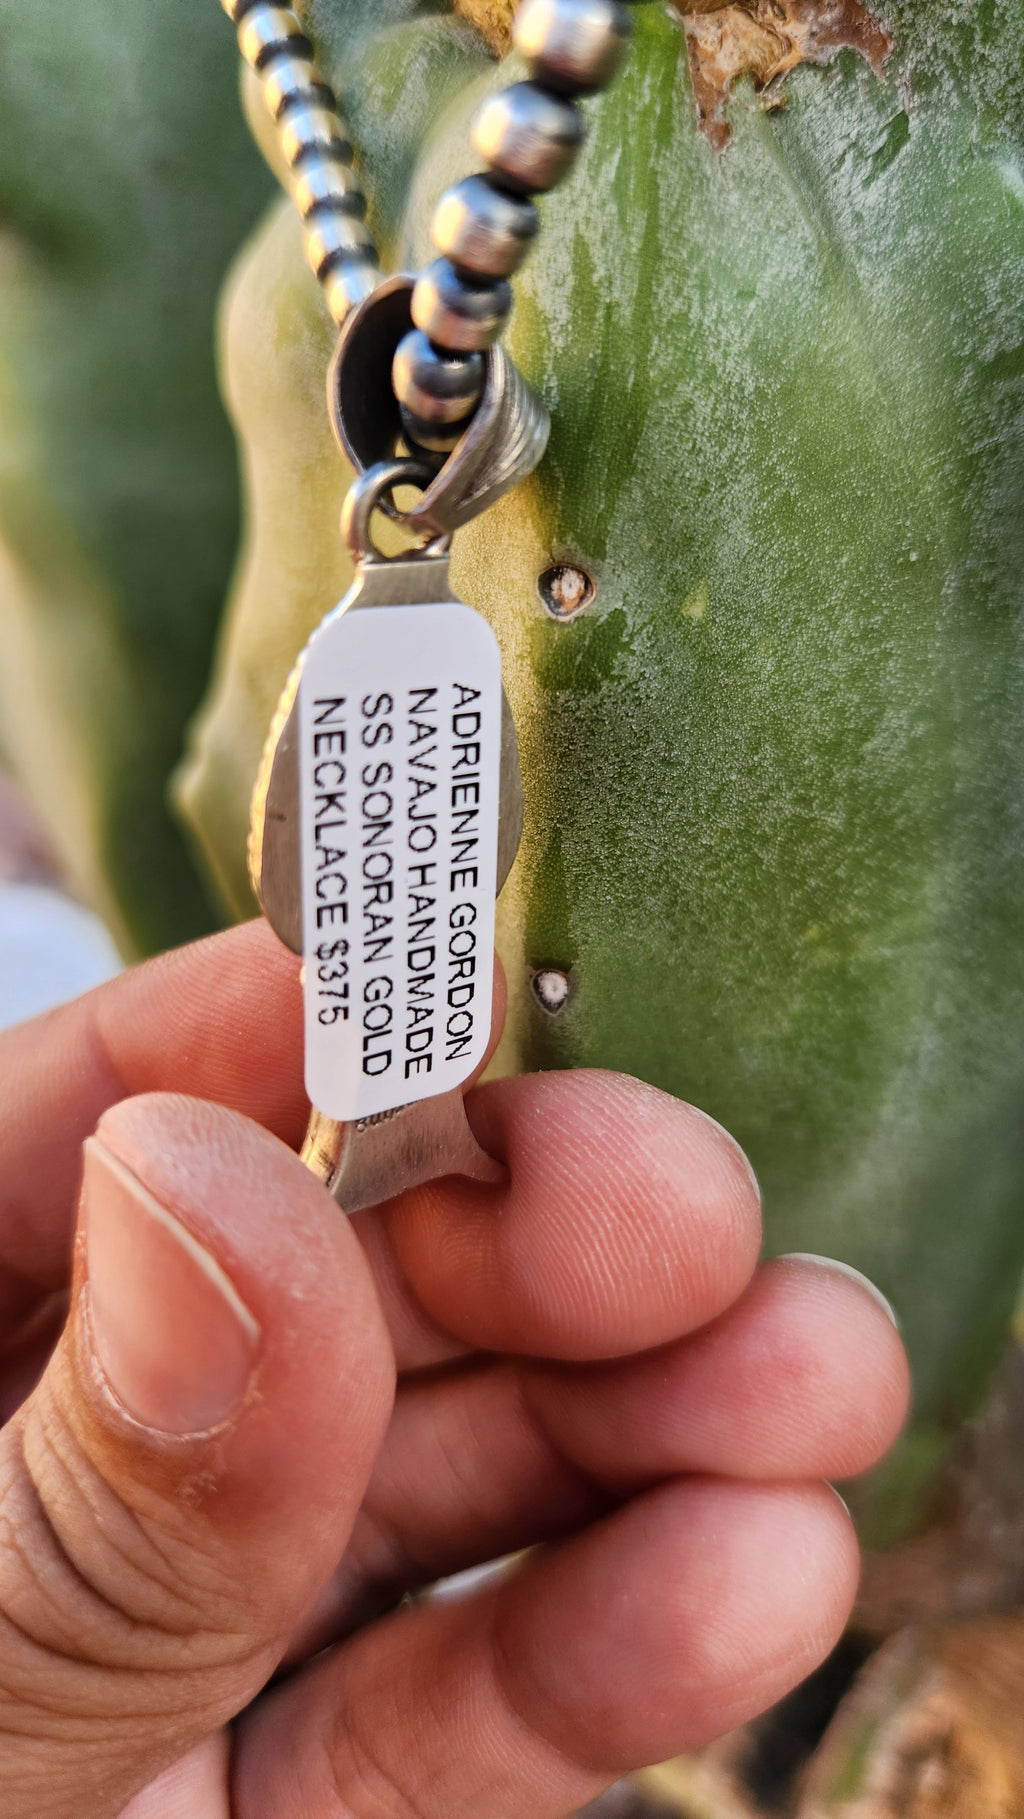 ADRIENNE GORDON
NAVAJO HANDMADE
SS SONORAN GOLD
NECKLACE $375